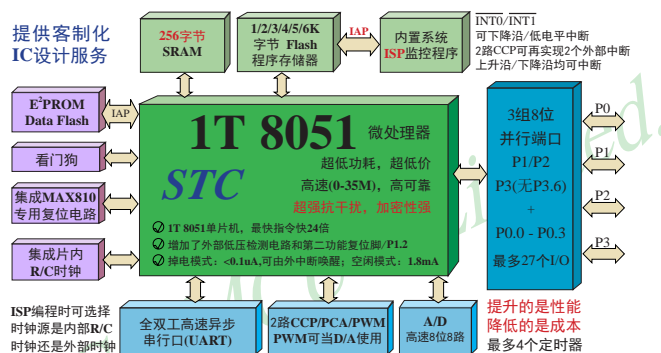 提供客制化
IC设计服务
256字节
SRAM
1/2/3/4/5/6K
字节 Flash
程序存储器
IAP
内置系统
ISP监控程序
INT0/INT1
可下降沿/低电平中断
2路CCP可再实现2个外部中断
上升沿/下降沿均可中断
E²PROM
Data Flash
IAP
看门狗
集成MAX810
专用复位电路
集成片内
R/C时钟
1T 8051 微处理器
STC
超低功耗，超低价
高速(0-35M)，高可靠
超强抗干扰，加密性强
1T 8051单片机，最快指令快24倍
增加了外部低压检测电路和第二功能复位脚/P1.2
掉电模式：<0.1uA,可由外中断唤醒；空闲模式：1.8mA
3组8位
并行端口
P1/P2
P3(无P3.6)
+
P0.0 - P0.3
最多27个I/O
P0
P1
P2
P3
ISP编程时可选择
时钟源是内部R/C
时钟还是外部时钟
全双工高速异步
串行口(UART)
2路CCP/PCA/PWM
PWM可当D/A使用
A/D
高速8位8路
提升的是性能
降低的是成本
最多4个定时器